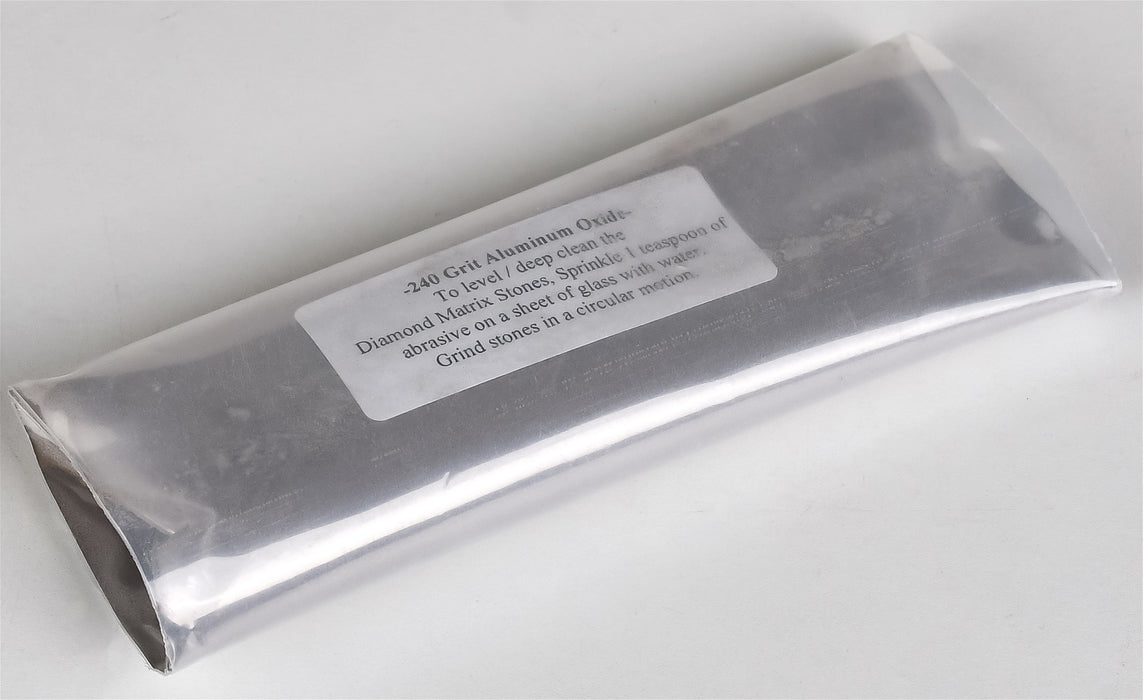 -240 Grit Aluminum Oxide-
To level / deep clean the
Diamond Matrix Stones, Sprinkle 1 teaspoon of
abrasive on a sheet of glass with water.
Grind stones in a circular motion.